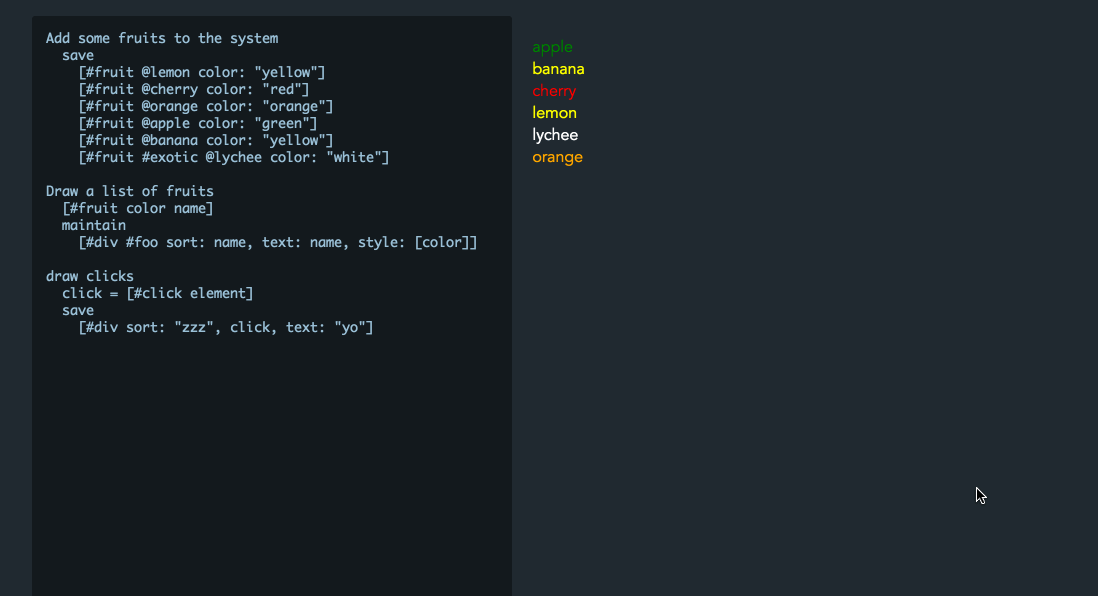 Add some fruits to the system
save
[#fruit @lemon color: "yellow"]
[#fruit @cherry color: "red"]
[#fruit @orange color: "orange"]
[#fruit @apple color: "green"]
[#fruit @banana color: "yellow"]
[#fruit #exotic @lychee color: "white"]
Draw a list of fruits
[#fruit color name]
maintain
[#div #foo sort: name, text: name, style: [color]]
draw clicks
click = [#click element]
save
[#div sort: "zzz", click, text: "yo"]
apple
banana
cherry
lemon
lychee
orange